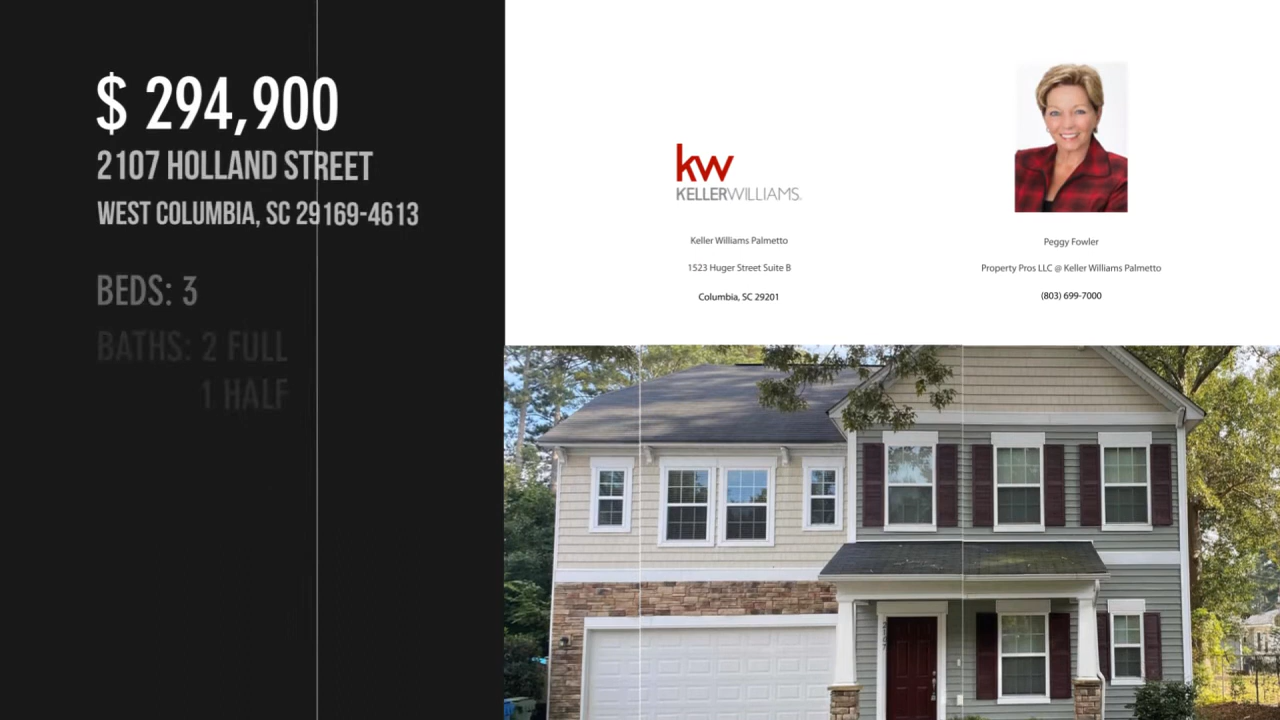 $ 294,900
2107 HOLLAND STREET
WEST COLUMBIA, SC 29169-4613
BEDS: 3
BATHS: 2 FULL
1 HALF
kw
KELLERWILLIAMS.
Keller Williams Palmetto
1523 Huger Street Suite B
Columbia, SC 29201
Peggy Fowler
Property Pros LLC @ Keller Williams Palmetto
(803) 699-7000
2107